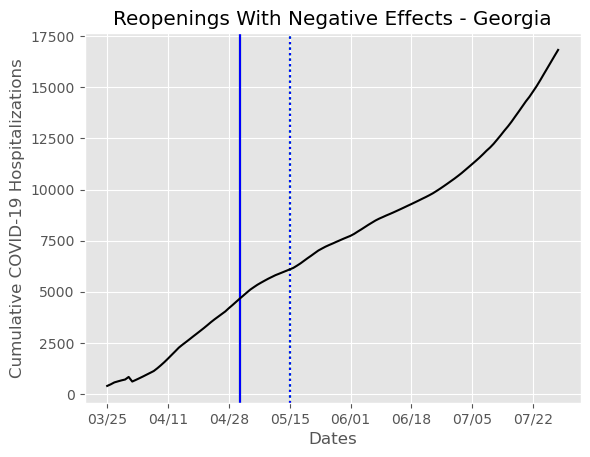 Reopenings With Negative Effects - Georgia
Cumulative COVID-19 Hospitalizations
17500
15000
12500
10000
7500
5000
2500
0
03/25 04/11 04/28 05/15 06/01 06/18 07/05 07/22
Dates